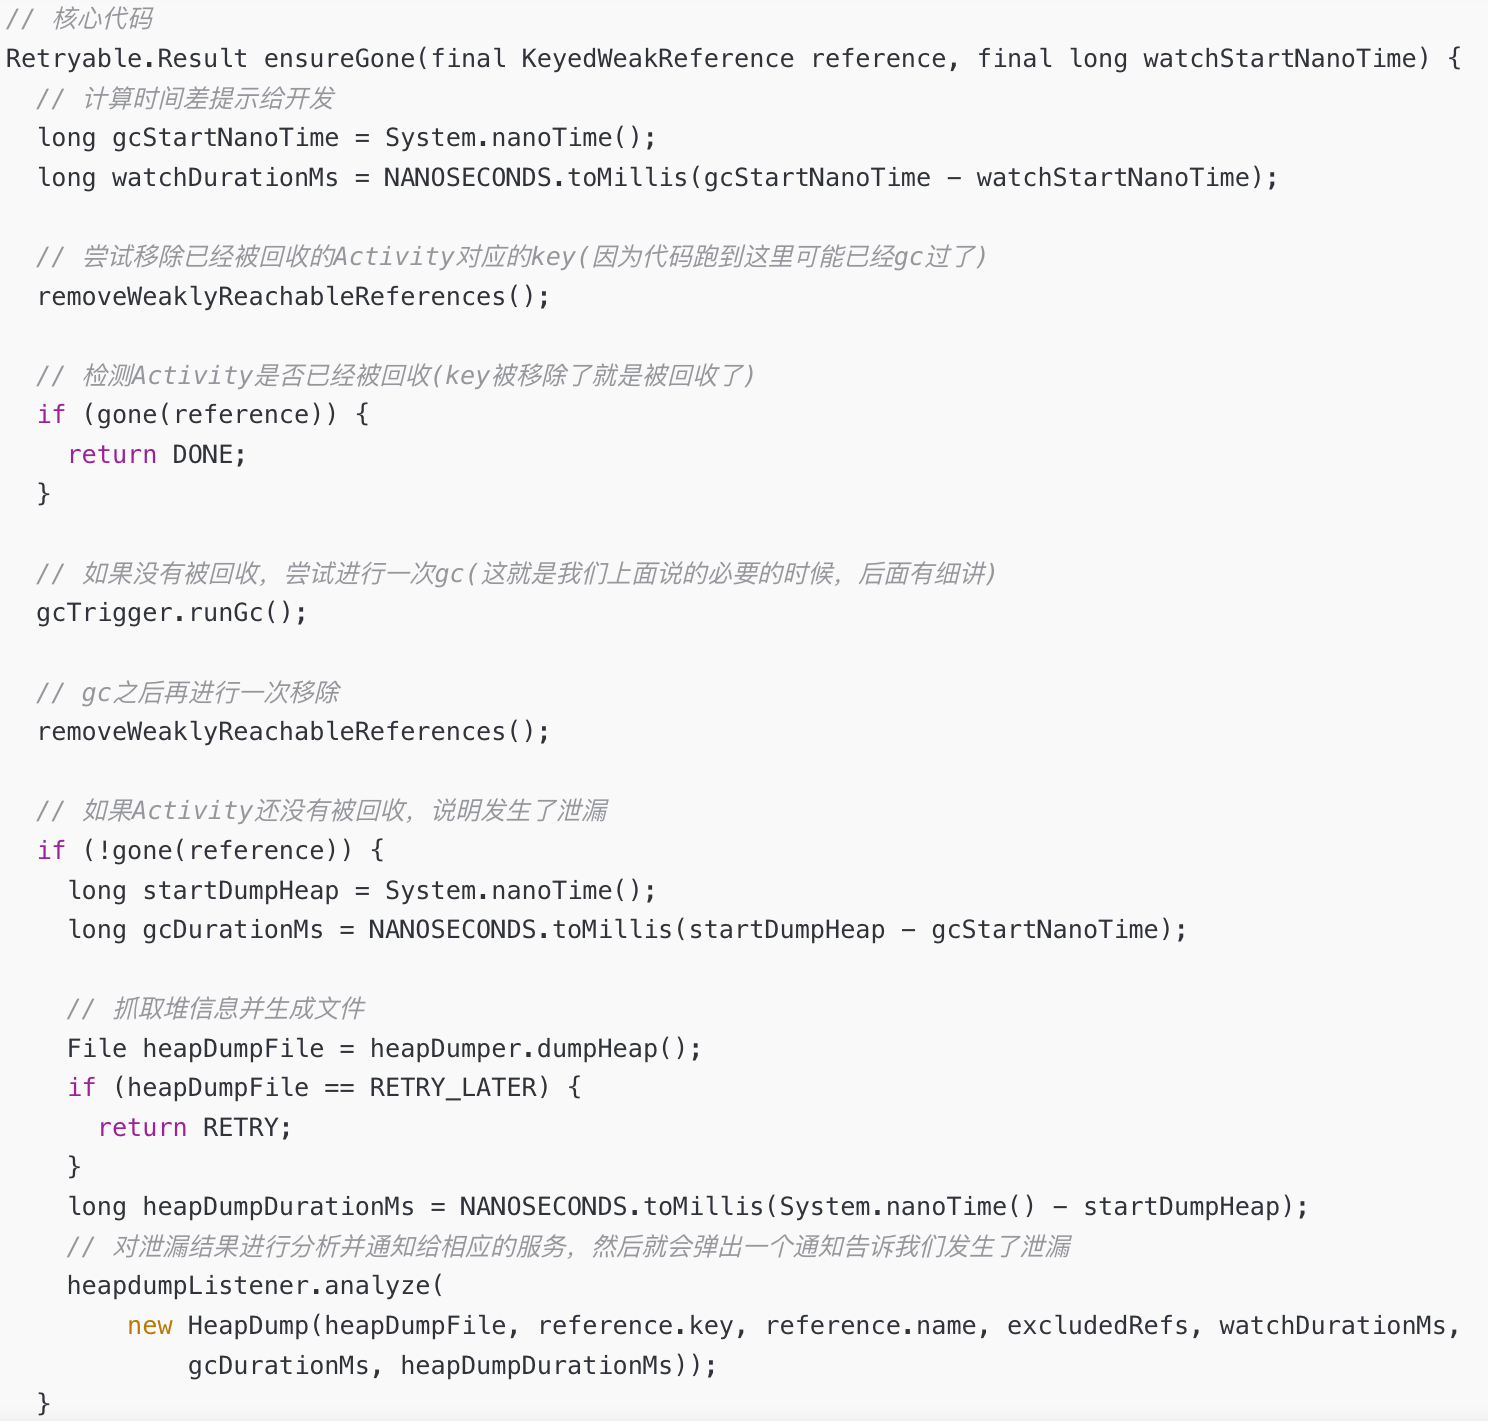 // 核心代码
Retryable.Result ensureGone(final KeyedWeakReference reference, final long watchStartNanoTime) {
  // 计算时间差提示给开发
  long gcStartNanoTime = System.nanoTime();
  long watchDurationMs = NANOSECONDS.toMillis(gcStartNanoTime - watchStartNanoTime);

  // 尝试移除已经被回收的Activity对应的key(因为代码跑到这里可能已经gc过了)
  removeWeaklyReachableReferences();

  // 检测Activity是否已经被回收(key被移除了就是被回收了)
  if (gone(reference)) {
    return DONE;
  }

  // 如果没有被回收，尝试进行一次gc(这就是我们上面说的必要的时候，后面有细讲)
  gcTrigger.runGc();

  // gc之后再进行一次移除
  removeWeaklyReachableReferences();

  // 如果Activity还没有被回收，说明发生了泄漏
  if (!gone(reference)) {
    long startDumpHeap = System.nanoTime();
    long gcDurationMs = NANOSECONDS.toMillis(startDumpHeap - gcStartNanoTime);

    // 抓取堆信息并生成文件
    File heapDumpFile = heapDumper.dumpHeap();
    if (heapDumpFile == RETRY_LATER) {
      return RETRY;
    }
    long heapDumpDurationMs = NANOSECONDS.toMillis(System.nanoTime() - startDumpHeap);
    // 对泄漏结果进行分析并通知给相应的服务，然后就会弹出一个通知告诉我们发生了泄漏
    heapdumpListener.analyze(
        new HeapDump(heapDumpFile, reference.key, reference.name, excludedRefs, watchDurationMs,
            gcDurationMs, heapDumpDurationMs));
  }